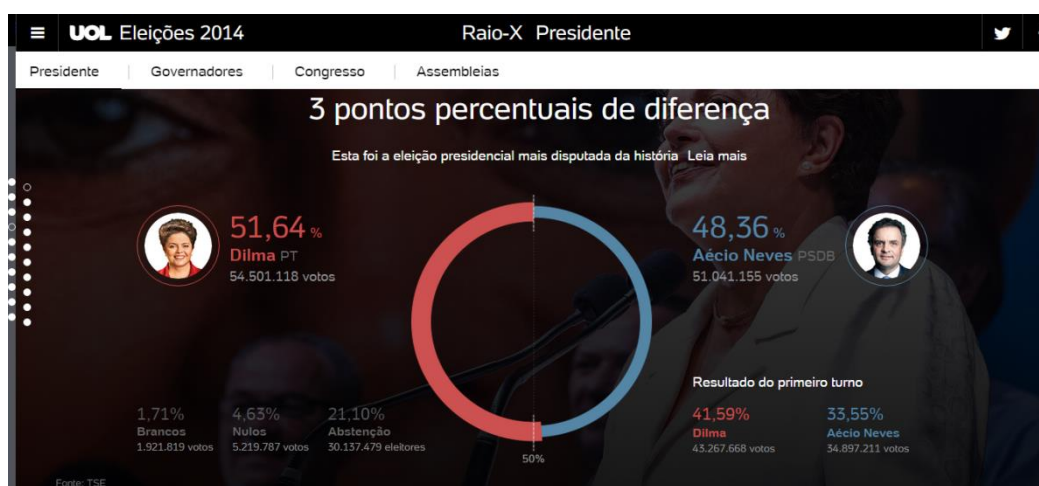 UOL Eleições 2014
Raio-X Presidente
Presidente
Governadores
Congresso
Assembleias
3 pontos percentuais de diferença
Esta foi a eleição presidencial mais disputada da história Leia mais
51,64 %
Dilma PT
54.501.118 votos
48,36 %
Aécio Neves PSDB
51.041.155 votos
1,71%
Brancos
1.921.819 votos
4,63%
Nulos
5.219.787 votos
21,10%
Abstenção
30.137.479 eleitores
50%
Resultado do primeiro turno
41,59%
Dilma
43.267.668 votos
33,55%
Aécio Neves
34.897.211 votos
Fonte: TSE